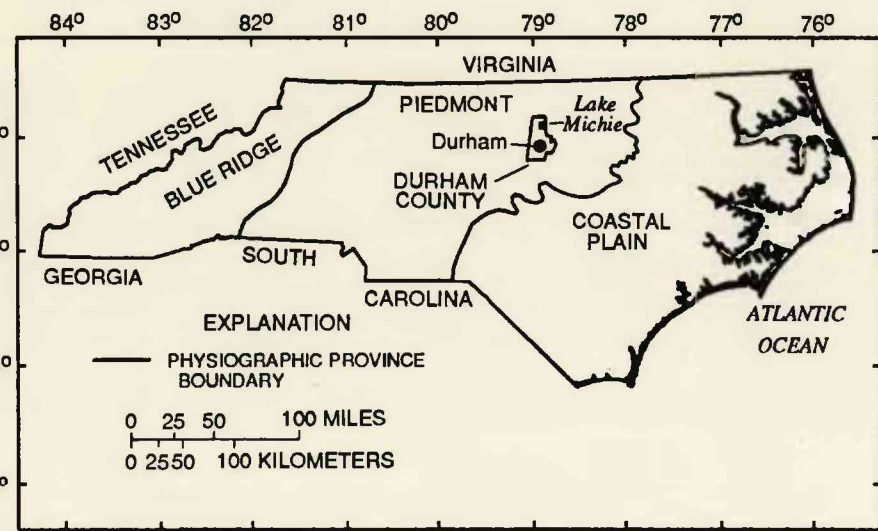 84° 83° 82° 81° 80° 79° 78° 77° 76°
VIRGINIA
PIEDMONT
Lake
Michie
TENNESSEE
BLUE RIDGE
Durham
DURHAM
COUNTY
COASTAL
PLAIN
GEORGIA
SOUTH
CAROLINA
ATLANTIC
OCEAN
EXPLANATION
PHYSIOGRAPHIC PROVINCE
BOUNDARY
0 25 50 100 MILES
0 25 50 100 KILOMETERS